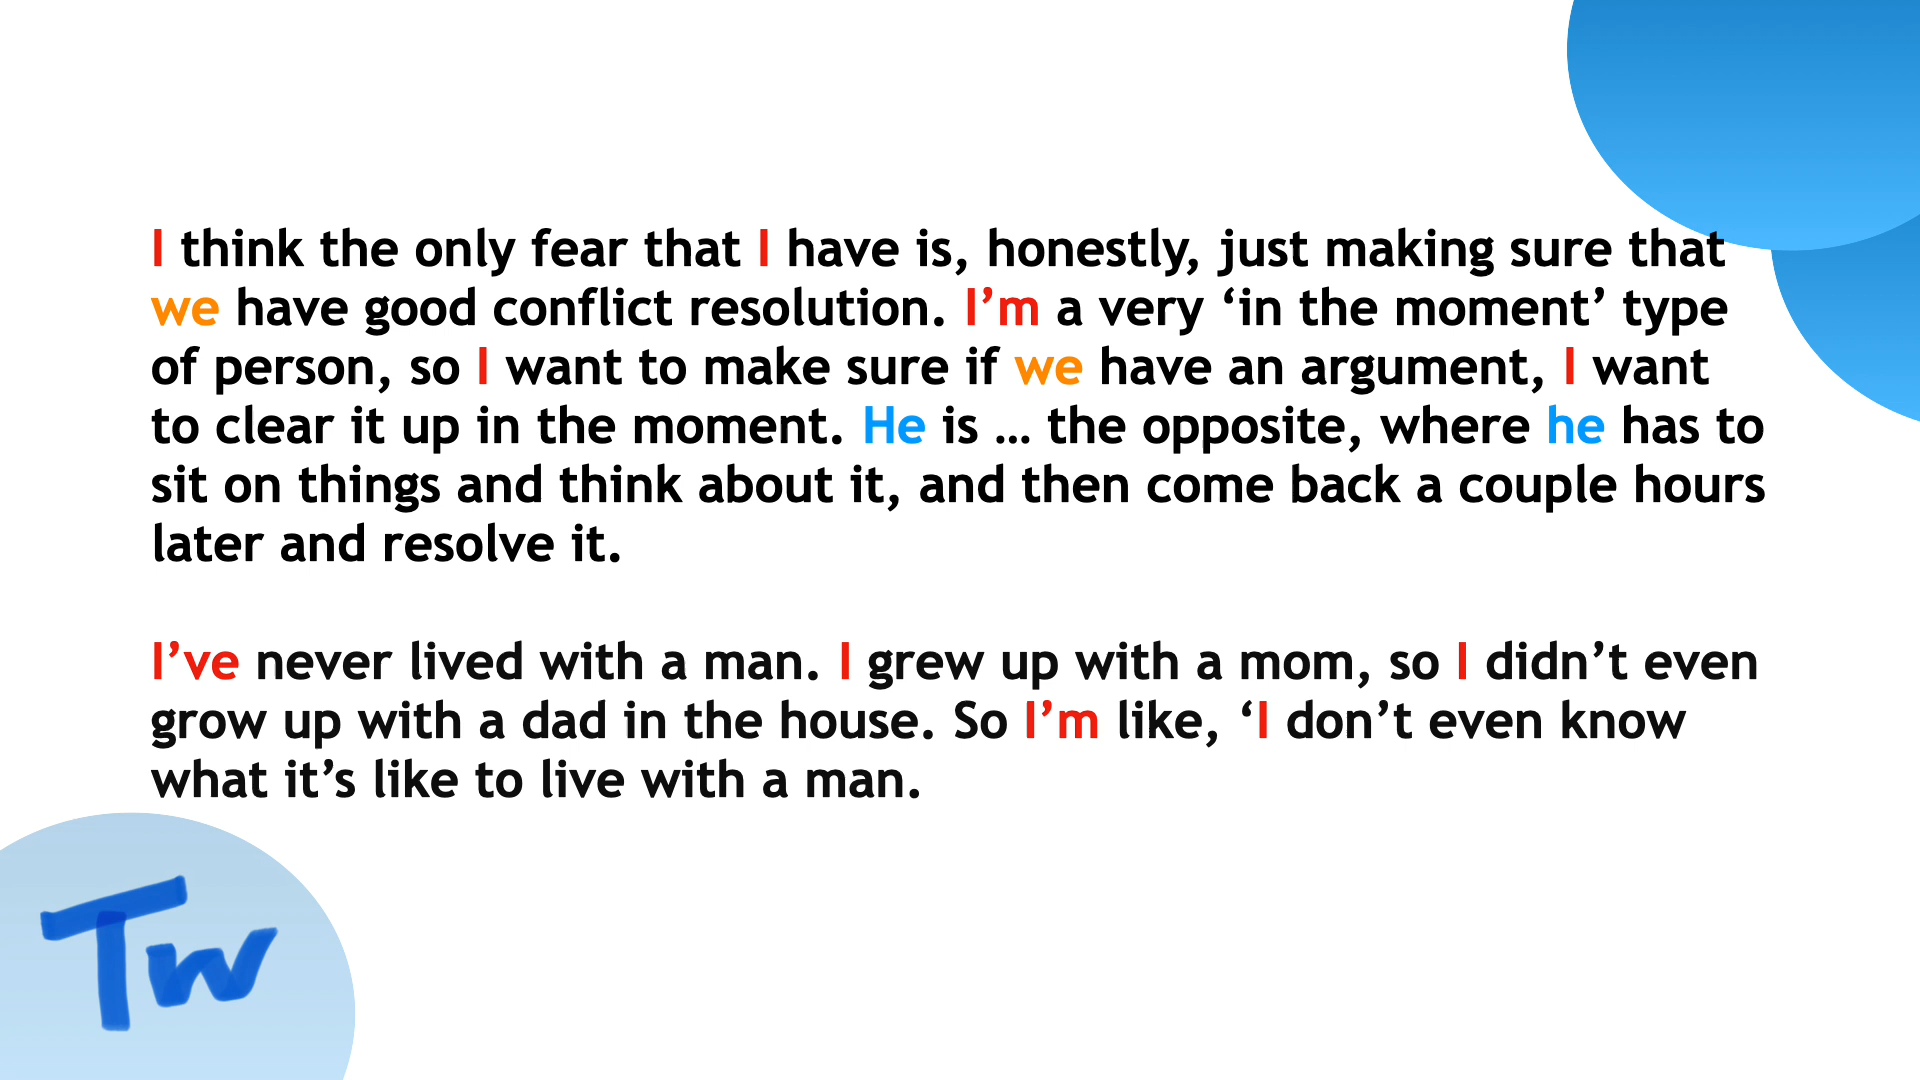 I think the only fear that I have is, honestly, just making sure that
we have good conflict resolution. I’m a very ‘in the moment’ type
of person, so I want to make sure if we have an argument, I want
to clear it up in the moment. He is … the opposite, where he has to
sit on things and think about it, and then come back a couple hours
later and resolve it.
I’ve never lived with a man. I grew up with a mom, so I didn’t even
grow up with a dad in the house. So I’m like, ‘I don’t even know
what it’s like to live with a man.
Tw